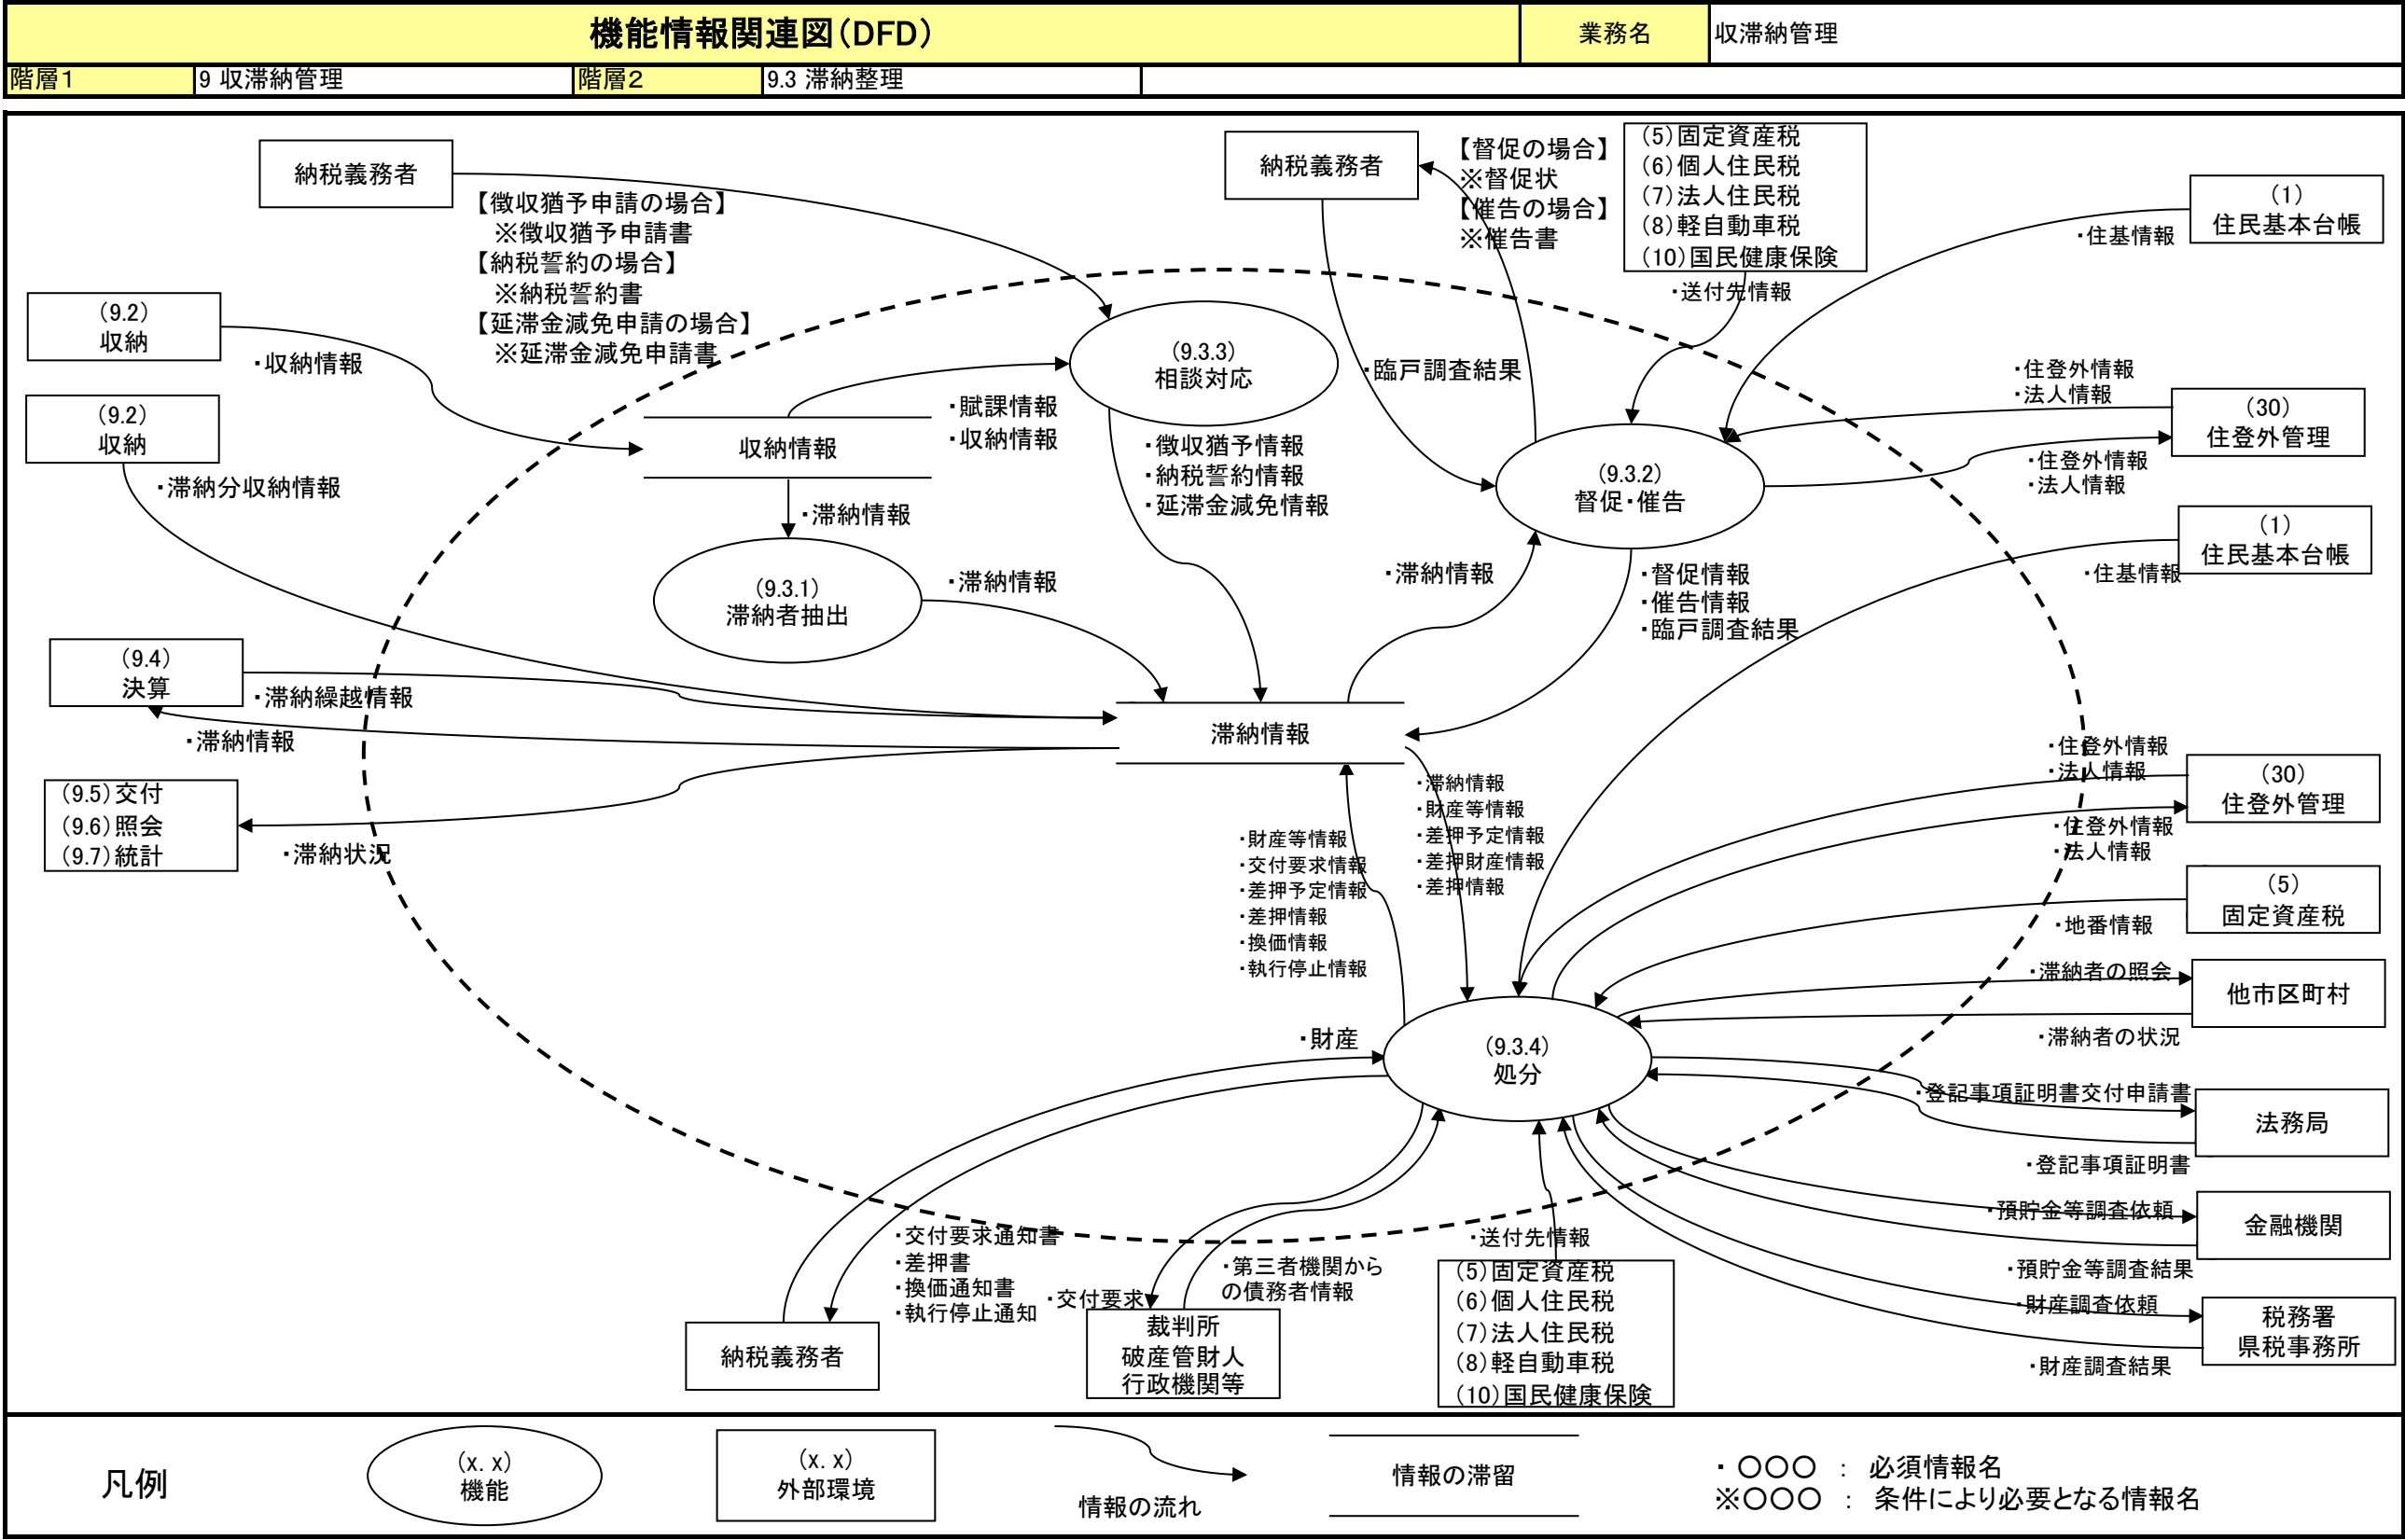 機能情報関連図（DFD）
業務名
収滞納管理
階層１
9 収滞納管理
階層２
9.3 滞納整理
納税義務者
【徴収猶予申請の場合】
※徴収猶予申請書
【納税誓約の場合】
※納税誓約書
【延滞金減免申請の場合】
※延滞金減免申請書
納税義務者
【督促の場合】
※督促状
【催告の場合】
※催告書
（5）固定資産税
（6）個人住民税
（7）法人住民税
（8）軽自動車税
（10）国民健康保険
・送付先情報
（1）
住民基本台帳
・住基情報
（9.2）
収納
・収納情報
（9.2）
収納
・滞納分収納情報
収納情報
・賦課情報
・収納情報
（9.3.3）
相談対応
・臨戸調査結果
・徴収猶予情報
・納税誓約情報
・延滞金減免情報
・住登外情報
・法人情報
（30）
住登外管理
・住登外情報
・法人情報
（9.3.2）
督促・催告
・滞納情報
（9.3.1）
滞納者抽出
・滞納情報
・滞納情報
・督促情報
・催告情報
・臨戸調査結果
（1）
住民基本台帳
・住基情報
（9.4）
決算
・滞納繰越情報
・滞納情報
滞納情報
（9.5）交付
（9.6）照会
（9.7）統計
・滞納状況
・財産等情報
・交付要求情報
・差押予定情報
・差押情報
・換価情報
・執行停止情報
・滞納情報
・財産等情報
・差押予定情報
・差押財産情報
・差押情報
・住登外情報
・法人情報
（30）
住登外管理
・住登外情報
・法人情報
（5）
固定資産税
・地番情報
・滞納者の照会
他市区町村
・滞納者の状況
・財産
（9.3.4）
処分
・登記事項証明書交付申請書
法務局
・登記事項証明書
・預貯金等調査依頼
金融機関
・預貯金等調査結果
・財産調査依頼
税務署
県税事務所
・財産調査結果
・交付要求通知書
・差押書
・換価通知書
・執行停止通知
納税義務者
・交付要求
・第三者機関から
の債務者情報
裁判所
破産管財人
行政機関等
・送付先情報
（5）固定資産税
（6）個人住民税
（7）法人住民税
（8）軽自動車税
（10）国民健康保険
凡例
（x. x）
機能
（x. x）
外部環境
情報の流れ
情報の滞留
・ 〇〇〇 ： 必須情報名
※〇〇〇 ： 条件により必要となる情報名